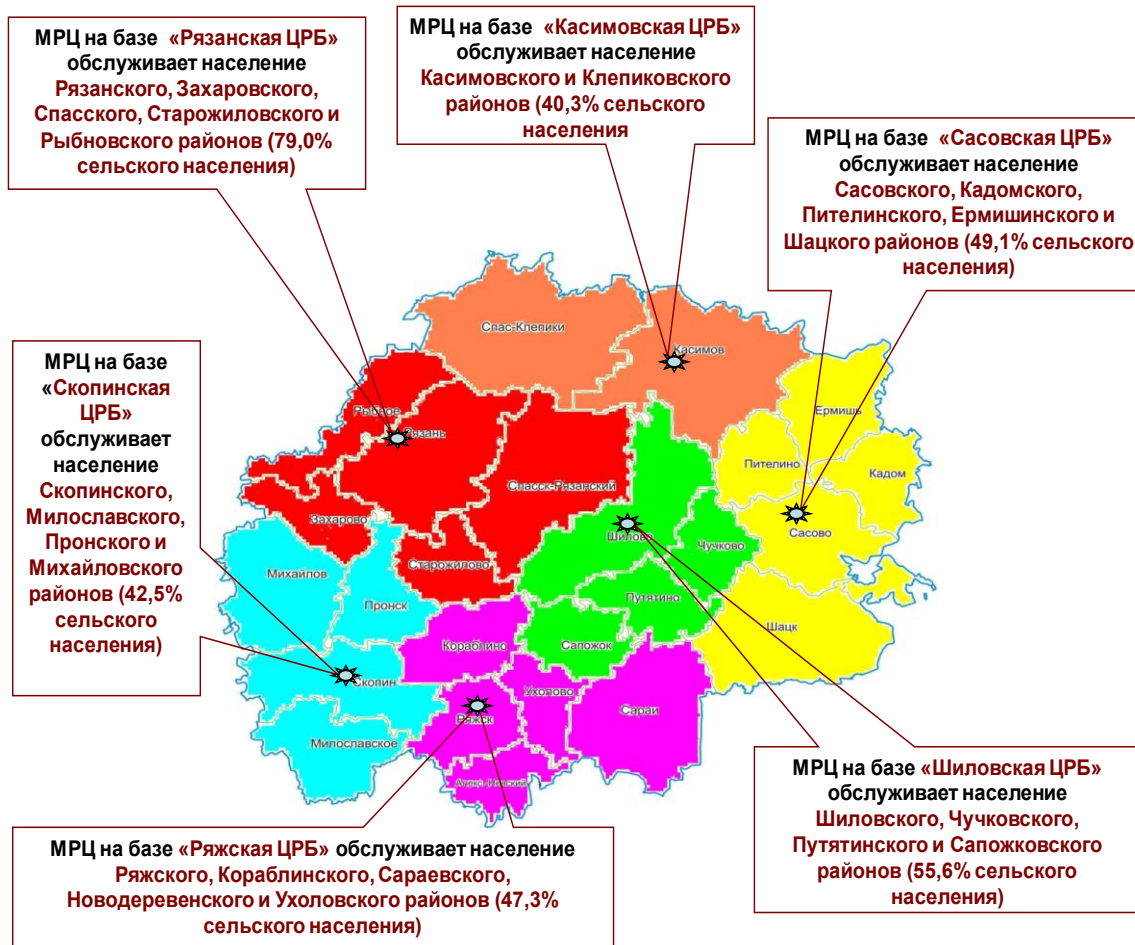 МРЦ на базе «Рязанская ЦРБ»
обслуживает население
Рязанского, Захаровского,
Спасского, Старожиловского и
Рыбновского районов (79,0%
сельского населения)
МРЦ на базе «Касимовская ЦРБ»
обслуживает население
Касимовского и Клепиковского
районов (40,3% сельского
населения
МРЦ на базе «Сасовская ЦРБ»
обслуживает население
Сасовского, Кадомского,
Пителинского, Ермишинского и
Шацкого районов (49,1% сельского
населения)
МРЦ на базе
«Скопинская
ЦРБ»
обслуживает
население
Скопинского,
Милославского,
Пронского и
Михайловского
районов (42,5%
сельского
населения)
Спас-Клепики
Касимов
Рыбное
Рязань
Ермишь
Пителино
Кадом
Спасск-Рязанский
Захарово
Шилово
Сасово
Чучково
Старожилово
Михайлов
Пронск
Путятино
Шацк
Кораблино
Сапожок
Скопин
Ухолово
Ряжск
Сараи
Милославское
МРЦ на базе «Шиловская ЦРБ»
обслуживает население
Шиловского, Чучковского,
Путятинского и Сапожковского
районов (55,6% сельского
населения)
МРЦ на базе «Ряжская ЦРБ» обслуживает население
Ряжского, Кораблинского, Сараевского,
Новодеревенского и Ухоловского районов (47,3%
сельского населения)